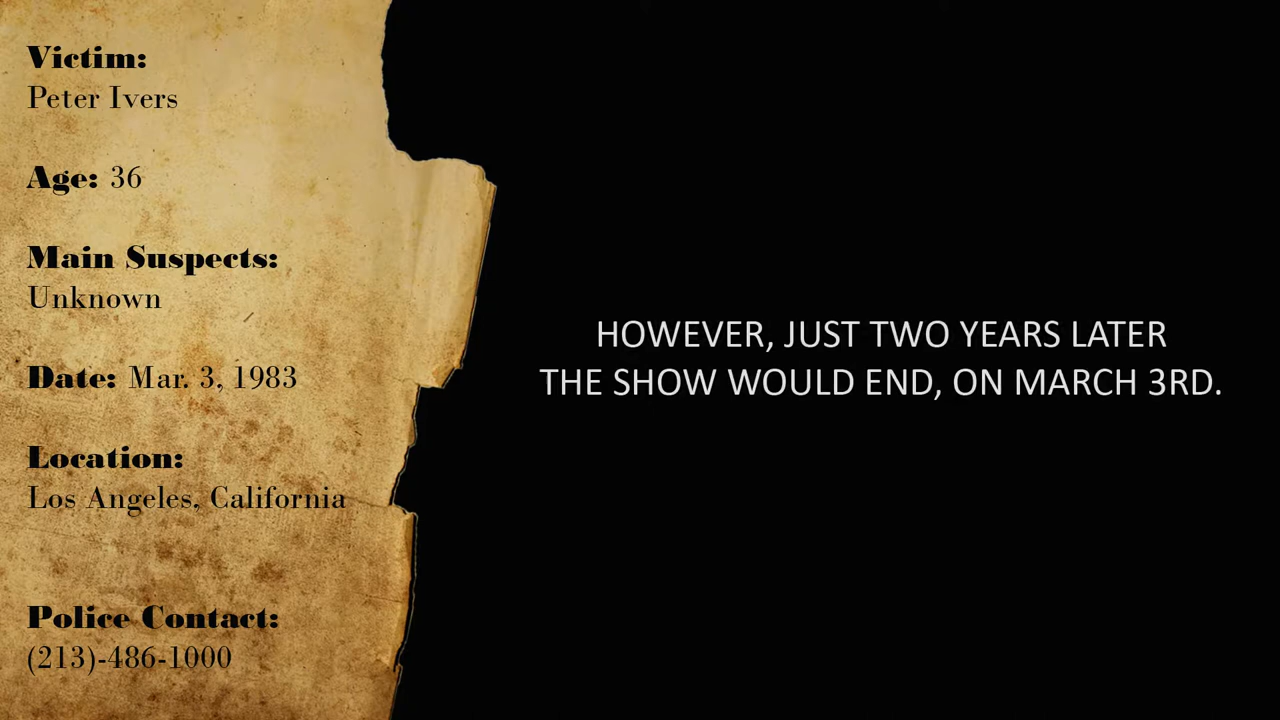 Victim:
Peter Ivers
Age: 36
Main Suspects:
Unknown
Date: Mar. 3, 1983
Location:
Los Angeles, California
Police Contact:
(213)-486-1000
HOWEVER, JUST TWO YEARS LATER
THE SHOW WOULD END, ON MARCH 3RD.